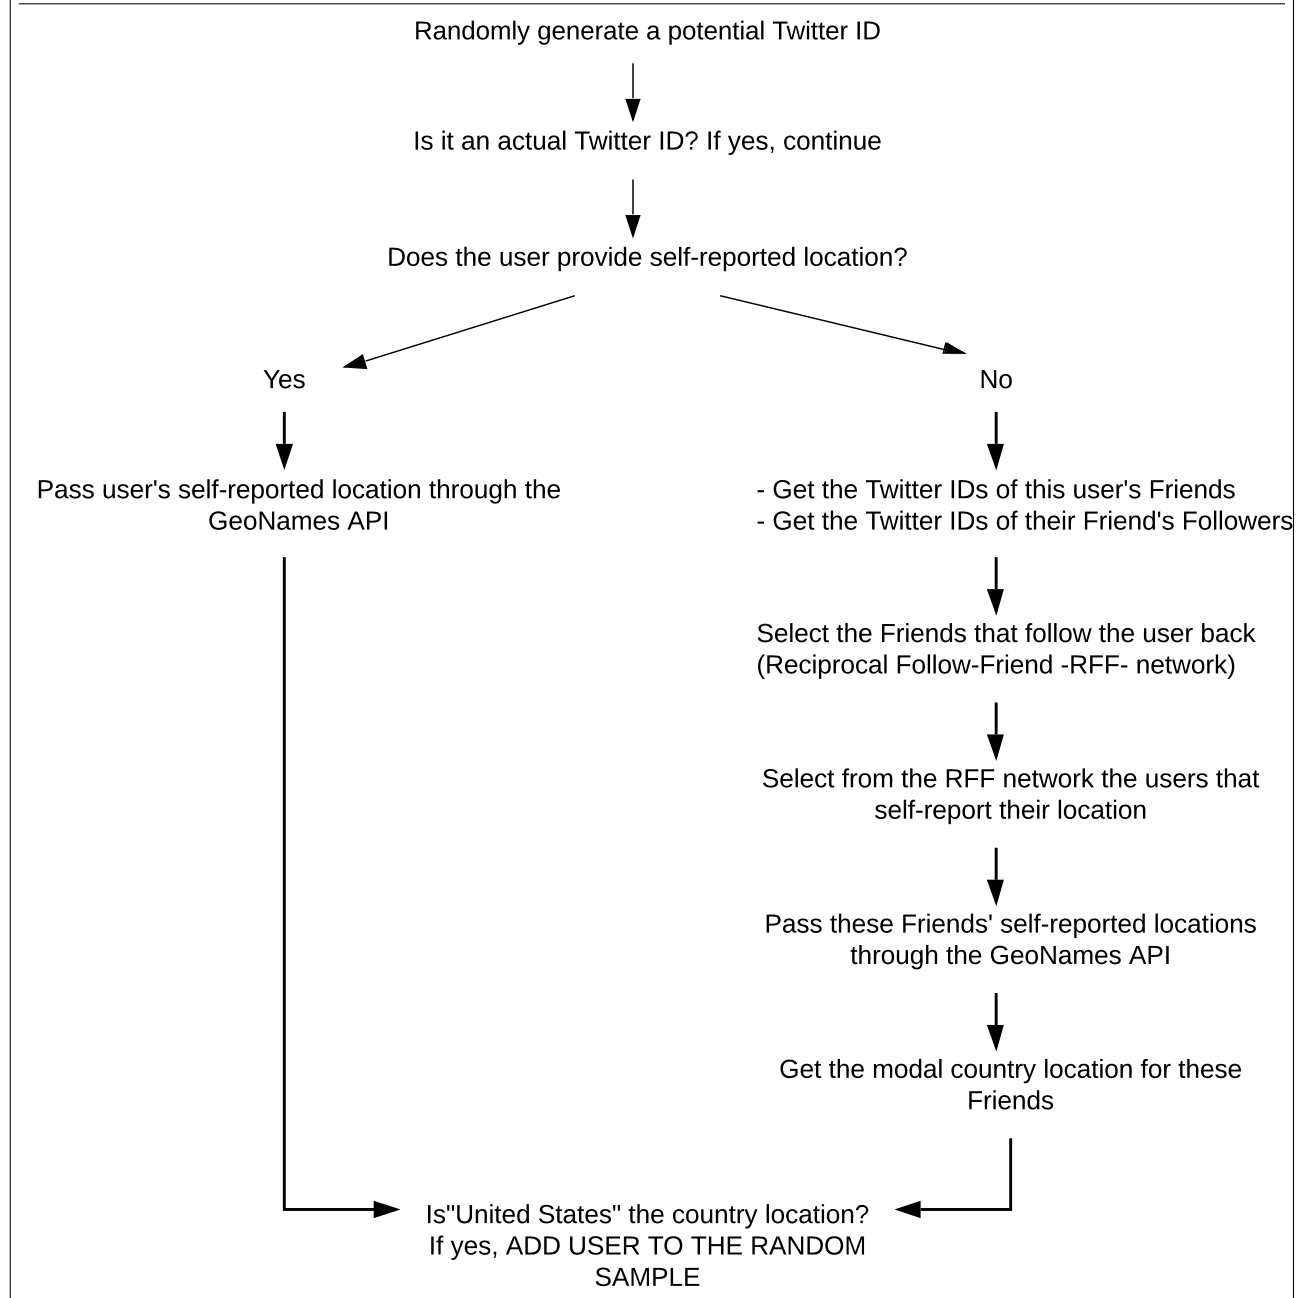 Randomly generate a potential Twitter ID
Is it an actual Twitter ID? If yes, continue
Does the user provide self-reported location?
Yes
No
Pass user's self-reported location through the
GeoNames API
- Get the Twitter IDs of this user's Friends
- Get the Twitter IDs of their Friend's Followers
Select the Friends that follow the user back
(Reciprocal Follow-Friend -RFF- network)
Select from the RFF network the users that
self-report their location
Pass these Friends' self-reported locations
through the GeoNames API
Get the modal country location for these
Friends
Is"United States" the country location?
If yes, ADD USER TO THE RANDOM
SAMPLE